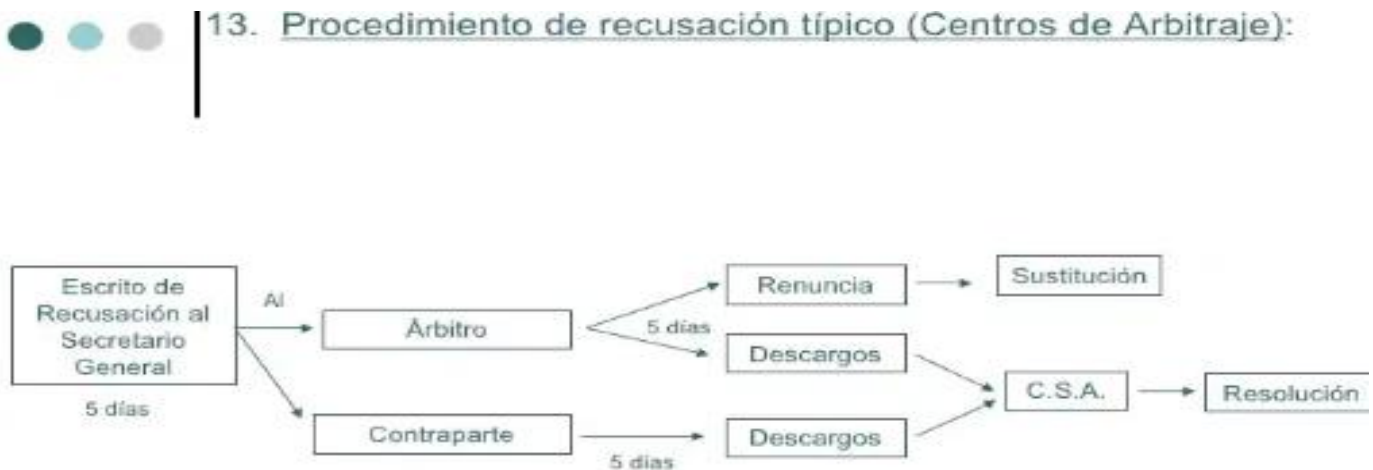 13. Procedimiento de recusación típico (Centros de Arbitraje):
Escrito de
Recusación al
Secretario
General
5 días
Al
Árbitro
Contraparte
5 días
Renuncia
Descargos
5 días
Descargos
Sustitución
C.S.A.
Resolución